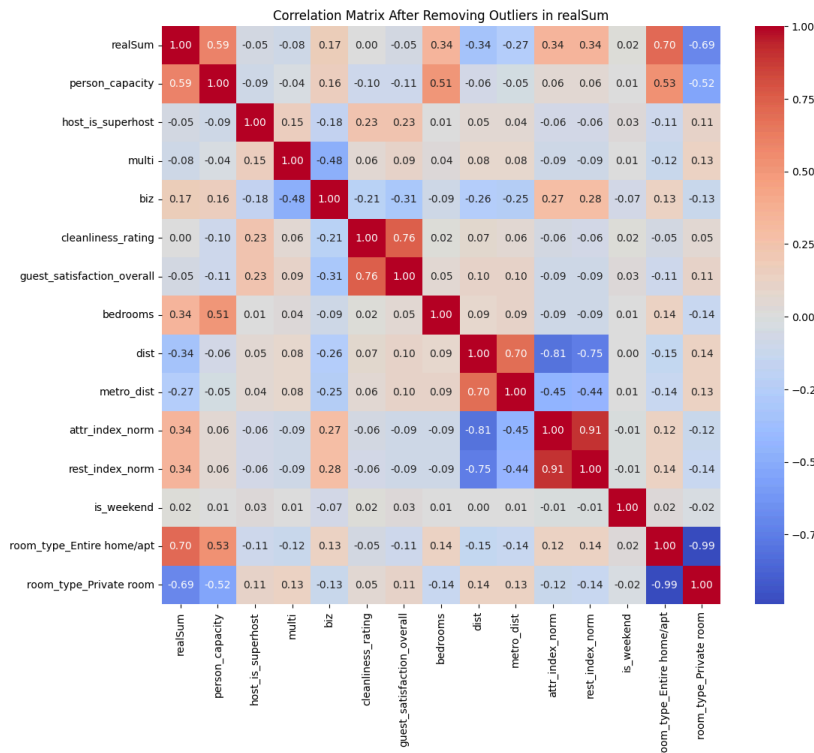 Correlation Matrix After Removing Outliers in realSum
realSum 1.00 0.59 -0.05 -0.08 0.17 0.00 -0.05 0.34 -0.34 -0.27 0.34 0.34 0.02 0.70 -0.69
person_capacity 0.59 1.00 -0.09 -0.04 0.16 -0.10 -0.11 0.51 -0.06 -0.05 0.06 0.06 0.01 0.53 -0.52
host_is_superhost -0.05 -0.09 1.00 0.15 -0.18 0.23 0.23 0.01 0.05 0.04 -0.06 -0.06 0.03 -0.11 0.11
multi -0.08 -0.04 0.15 1.00 -0.48 0.06 0.09 0.04 0.08 0.08 -0.09 -0.09 0.01 -0.12 0.13
biz 0.17 0.16 -0.18 -0.48 1.00 -0.21 -0.31 -0.09 -0.26 -0.25 0.27 0.28 -0.07 0.13 -0.13
cleanliness_rating 0.00 -0.10 0.23 0.06 -0.21 1.00 0.76 0.02 0.07 0.06 -0.06 -0.06 0.02 -0.05 0.05
guest_satisfaction_overall -0.05 -0.11 0.23 0.09 -0.31 0.76 1.00 0.05 0.10 0.10 -0.09 -0.09 0.03 -0.11 0.11
bedrooms 0.34 0.51 0.01 0.04 -0.09 0.02 0.05 1.00 0.09 0.09 -0.09 -0.09 0.01 0.14 -0.14
dist -0.34 -0.06 0.05 0.08 -0.26 0.07 0.10 0.09 1.00 0.70 -0.81 -0.75 0.00 -0.15 0.14
metro_dist -0.27 -0.05 0.04 0.08 -0.25 0.06 0.10 0.09 0.70 1.00 -0.45 -0.44 0.01 -0.14 0.13
attr_index_norm 0.34 0.06 -0.06 -0.09 0.27 -0.06 -0.09 -0.09 -0.81 -0.45 1.00 0.91 -0.01 0.12 -0.12
rest_index_norm 0.34 0.06 -0.06 -0.09 0.28 -0.06 -0.09 -0.09 -0.75 -0.44 0.91 1.00 -0.01 0.14 -0.14
is_weekend 0.02 0.01 0.03 0.01 -0.07 0.02 0.03 0.01 0.00 0.01 -0.01 -0.01 1.00 0.02 -0.02
room_type_Entire home/apt 0.70 0.53 -0.11 -0.12 0.13 -0.05 -0.11 0.14 -0.15 -0.14 0.12 0.14 0.02 1.00 -0.99
room_type_Private room -0.69 -0.52 0.11 0.13 -0.13 0.05 0.11 -0.14 0.14 0.13 -0.12 -0.14 -0.02 -0.99 1.00
realSum
person_capacity
host_is_superhost
multi
biz
cleanliness_rating
guest_satisfaction_overall
bedrooms
dist
metro_dist
attr_index_norm
rest_index_norm
is_weekend
oom_type_Entire home/apt
room_type_Private room
1.00
0.75
0.50
0.25
0.00
−0.25
−0.50
−0.7